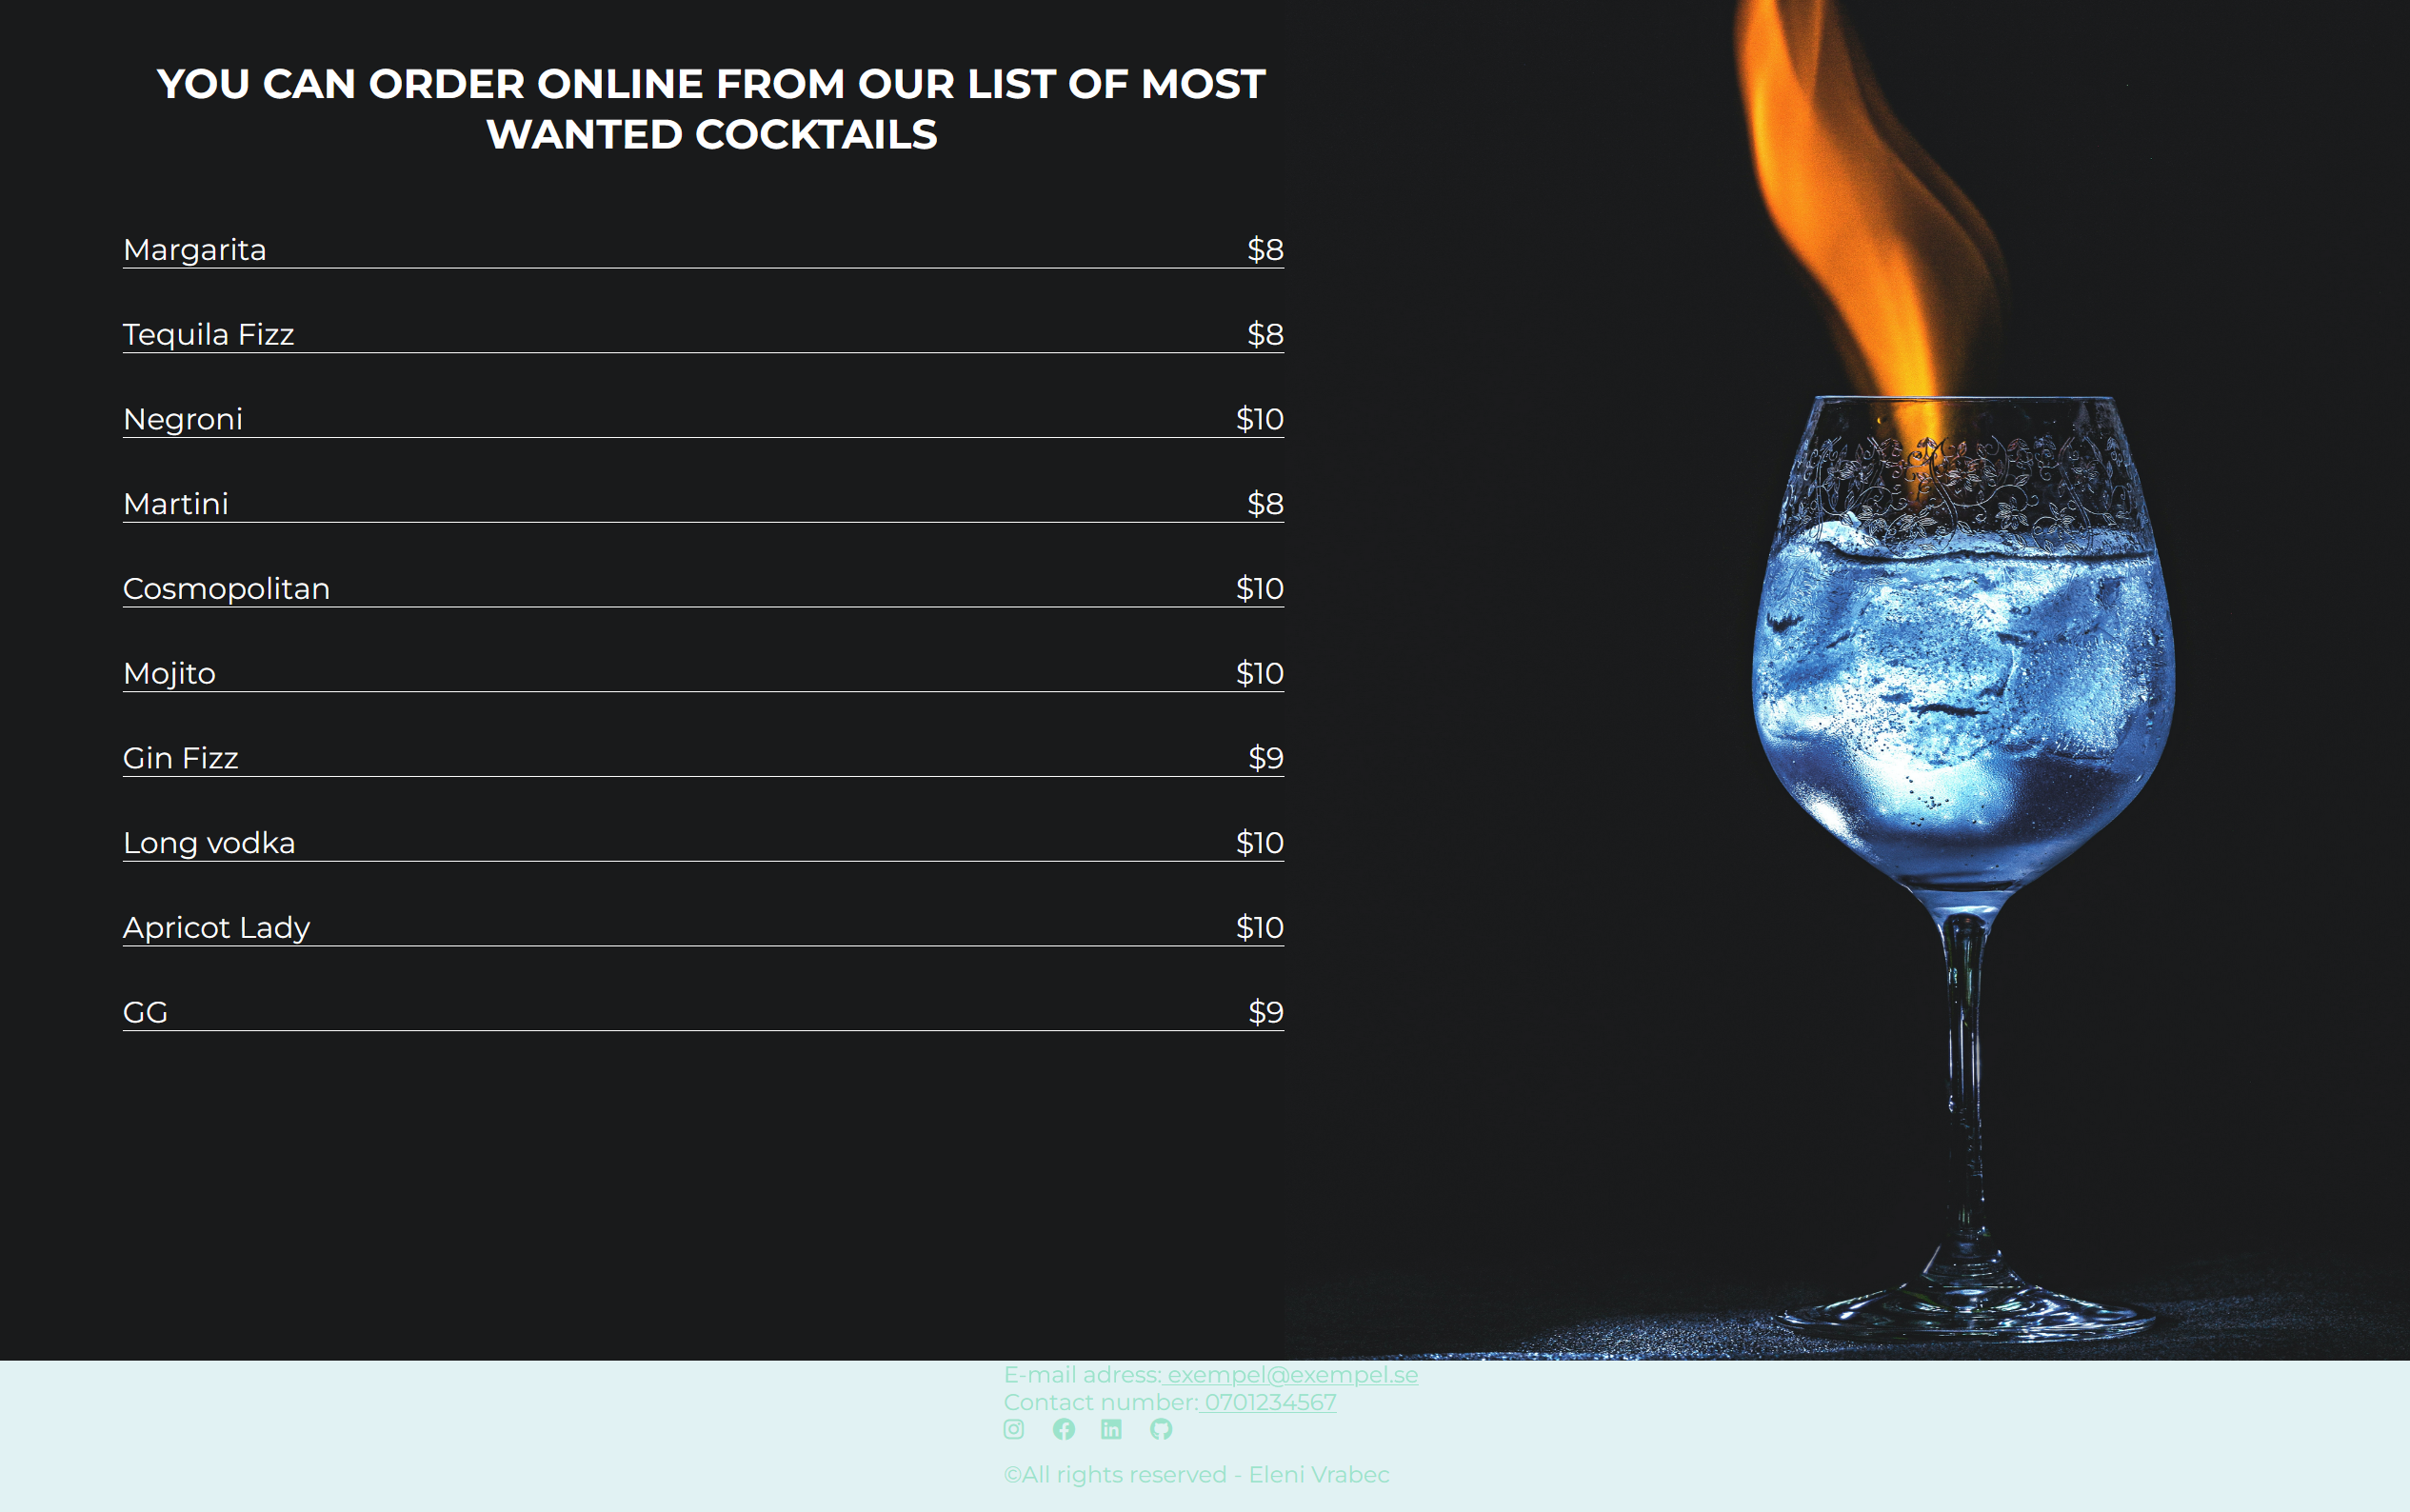 YOU CAN ORDER ONLINE FROM OUR LIST OF MOST
WANTED COCKTAILS
Margarita $8
Tequila Fizz $8
Negroni $10
Martini $8
Cosmopolitan $10
Mojito $10
Gin Fizz $9
Long vodka $10
Apricot Lady $10
GG $9
E-mail adress: exempel@exempel.se
Contact number: 0701234567
©All rights reserved - Eleni Vrabec